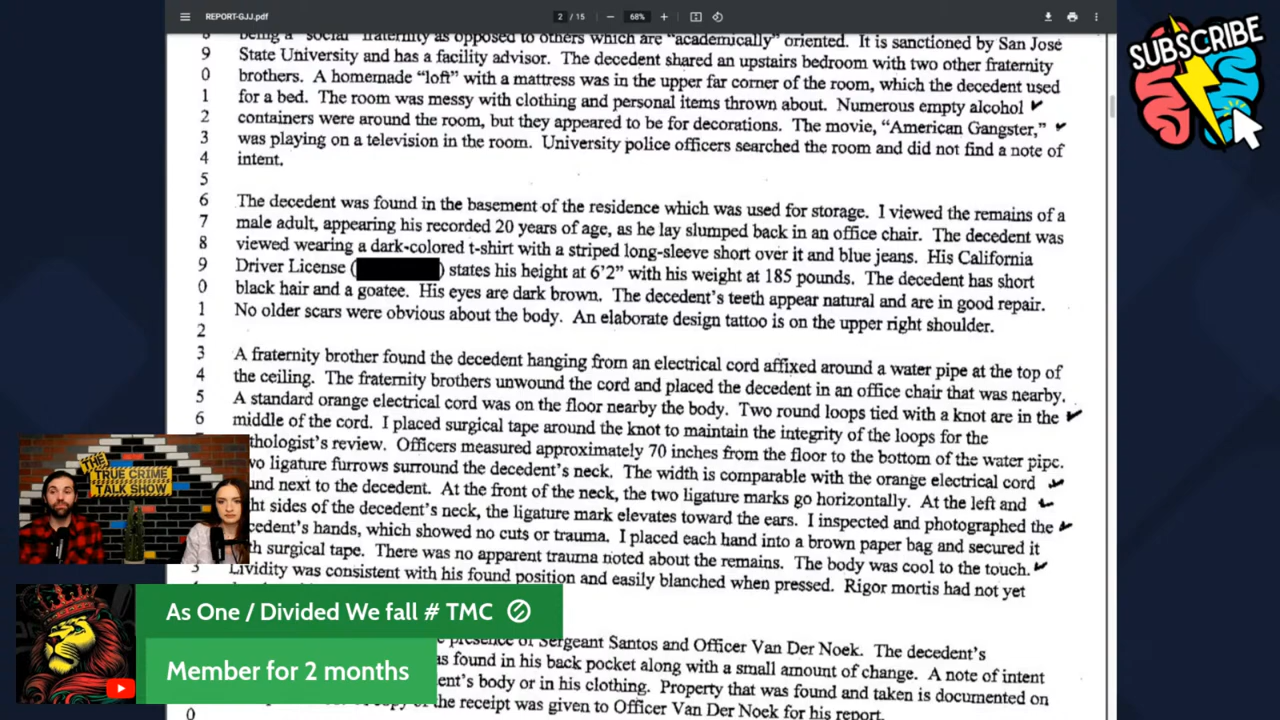 REPORT-GJJ.pdf
2 / 15
68%
being a "social" fraternity as opposed to others which are "academically" oriented. It is sanctioned by San Jose
9 State University and has a facility advisor. The decedent shared an upstairs bedroom with two other fraternity
0 brothers. A homemade "loft" with a mattress was in the upper far corner of the room, which the decedent used
1 for a bed. The room was messy with clothing and personal items thrown about. Numerous empty alcohol
2 containers were around the room, but they appeared to be for decorations. The movie, "American Gangster,"
3 was playing on a television in the room. University police officers searched the room and did not find a note of
4 intent.
5
6 The decedent was found in the basement of the residence which was used for storage. I viewed the remains of a
7 male adult, appearing his recorded 20 years of age, as he lay slumped back in an office chair. The decedent was
8 viewed wearing a dark-colored t-shirt with a striped long-sleeve short over it and blue jeans. His California
9 Driver License ( ) states his height at 6'2" with his weight at 185 pounds. The decedent has short
0 black hair and a goatee. His eyes are dark brown. The decedent's teeth appear natural and are in good repair.
1 No older scars were obvious about the body. An elaborate design tattoo is on the upper right shoulder.
2
3 A fraternity brother found the decedent hanging from an electrical cord affixed around a water pipe at the top of
4 the ceiling. The fraternity brothers unwound the cord and placed the decedent in an office chair that was nearby.
5 A standard orange electrical cord was on the floor nearby the body. Two round loops tied with a knot are in the
6 middle of the cord. I placed surgical tape around the knot to maintain the integrity of the loops for the
review. Officers measured approximately 70 inches from the floor to the bottom of the water pipe.
ligature furrows surround the decedent's neck. The width is comparable with the orange electrical cord
next to the decedent. At the front of the neck, the two ligature marks go horizontally. At the left and
sides of the decedent's neck, the ligature mark elevates toward the ears. I inspected and photographed the
hands, which showed no cuts or trauma. I placed each hand into a brown paper bag and secured it
surgical tape. There was no apparent trauma noted about the remains. The body was cool to the touch.
Lividity was consistent with his found position and easily blanched when pressed. Rigor mortis had not yet
presence of Sergeant Santos and Officer Van Der Noek. The decedent's
found in his back pocket along with a small amount of change. A note of intent
body or in his clothing. Property that was found and taken is documented on
the receipt was given to Officer Van Der Noek for his report.
0
SUBSCRIBE
THE
TRUE CRIME
TALK SHOW
As One / Divided We fall # TMC
Member for 2 months